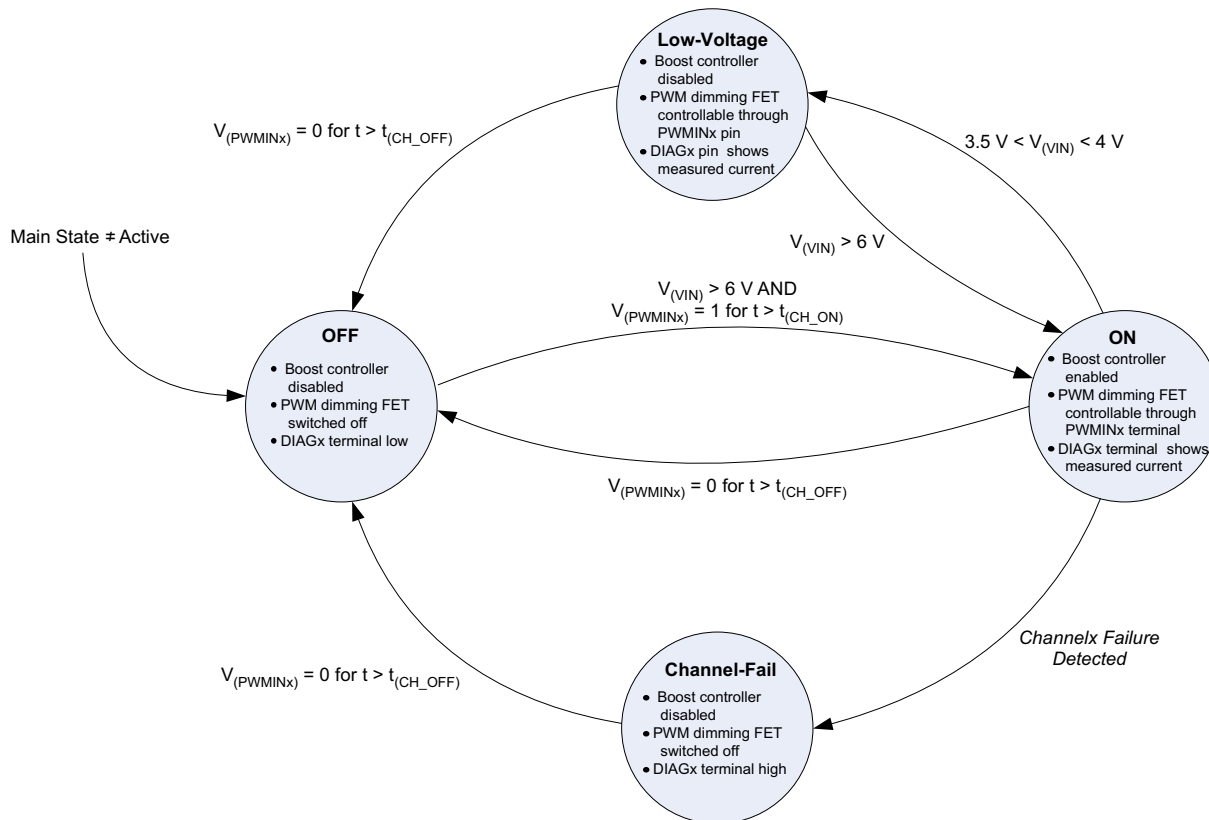 Low-Voltage
● Boost controller
disabled
● PWM dimming FET
controllable through
PWMINx pin
● DIAGx pin shows
measured current
V(PWMINx) = 0 for t > t(CH_OFF)
3.5 V < V(VIN) < 4 V
Main State ≠ Active
V(VIN) > 6 V
V(VIN) > 6 V AND
V(PWMINx) = 1 for t > t(CH_ON)
OFF
● Boost controller
disabled
● PWM dimming FET
switched off
● DIAGx terminal low
ON
● Boost controller
enabled
● PWM dimming FET
controllable through
PWMINx terminal
● DIAGx terminal shows
measured current
V(PWMINx) = 0 for t > t(CH_OFF)
Channelx Failure
Detected
V(PWMINx) = 0 for t > t(CH_OFF)
Channel-Fail
● Boost controller
disabled
● PWM dimming FET
switched off
● DIAGx terminal high